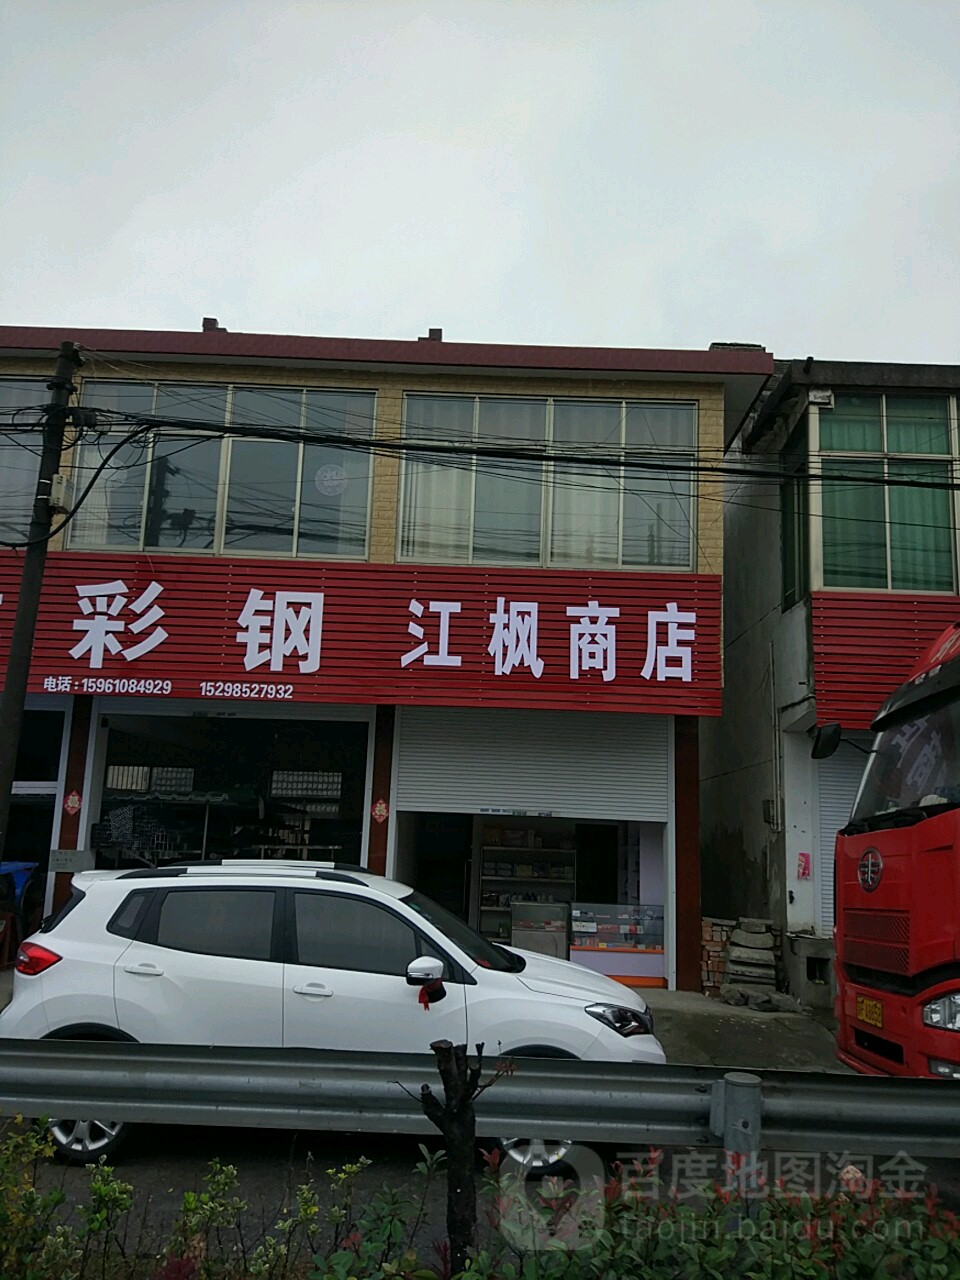 彩钢 江枫商店
电话:15961084929 15298527932
百度地图淘金
taojin.baidu.com